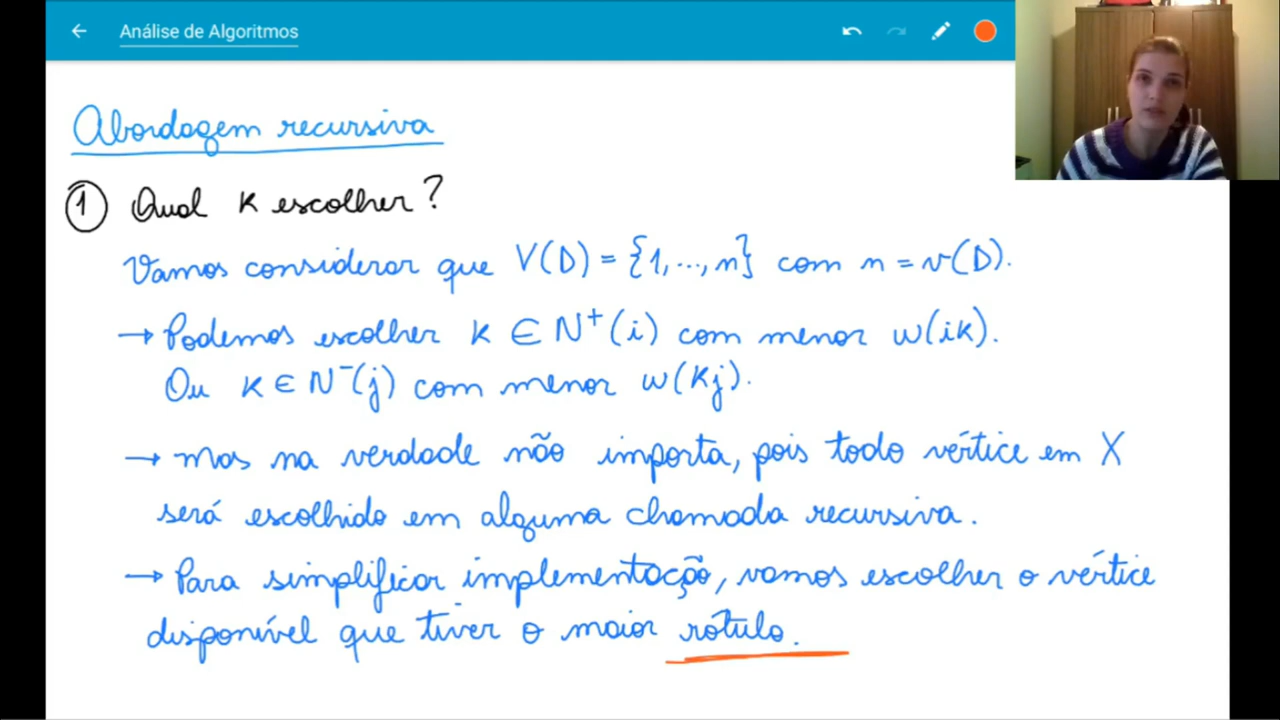 Análise de Algoritmos
Abordagem recursiva
1 Qual k escolher?
Vamos considerar que V(D) = {1, ..., n} com n = v(D).
→ Podemos escolher k ∈ N⁺(i) com menor w(ik).
Ou k ∈ N⁻(j) com menor w(kj).
→ Mas na verdade não importa, pois todo vértice em X
será escolhido em alguma chamada recursiva.
→ Para simplificar implementação, vamos escolher o vértice
disponível que tiver o maior rótulo.